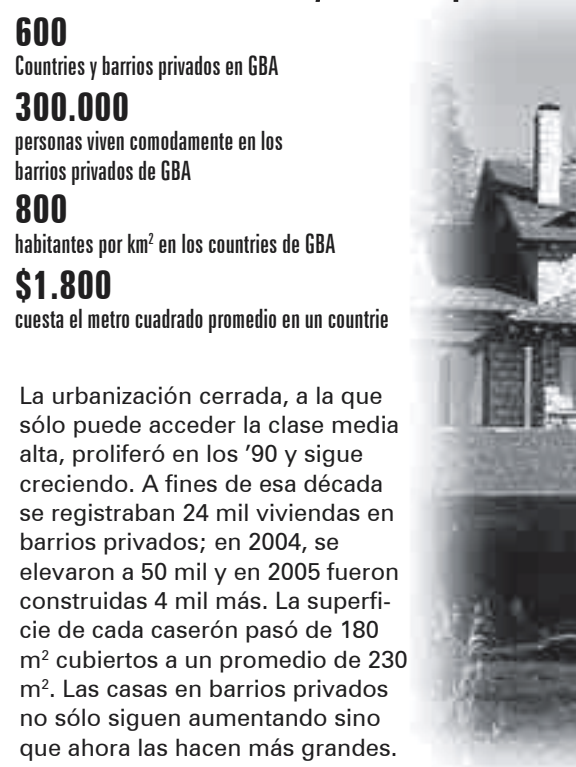 600
Countries y barrios privados en GBA
300.000
personas viven comodamente en los
barrios privados de GBA
800
habitantes por km² en los countries de GBA
$1.800
cuesta el metro cuadrado promedio en un countrie
La urbanización cerrada, a la que
sólo puede acceder la clase media
alta, proliferó en los ’90 y sigue
creciendo. A fines de esa década
se registraban 24 mil viviendas en
barrios privados; en 2004, se
elevaron a 50 mil y en 2005 fueron
construidas 4 mil más. La superfi-
cie de cada caserón pasó de 180
m² cubiertos a un promedio de 230
m². Las casas en barrios privados
no sólo siguen aumentando sino
que ahora las hacen más grandes.